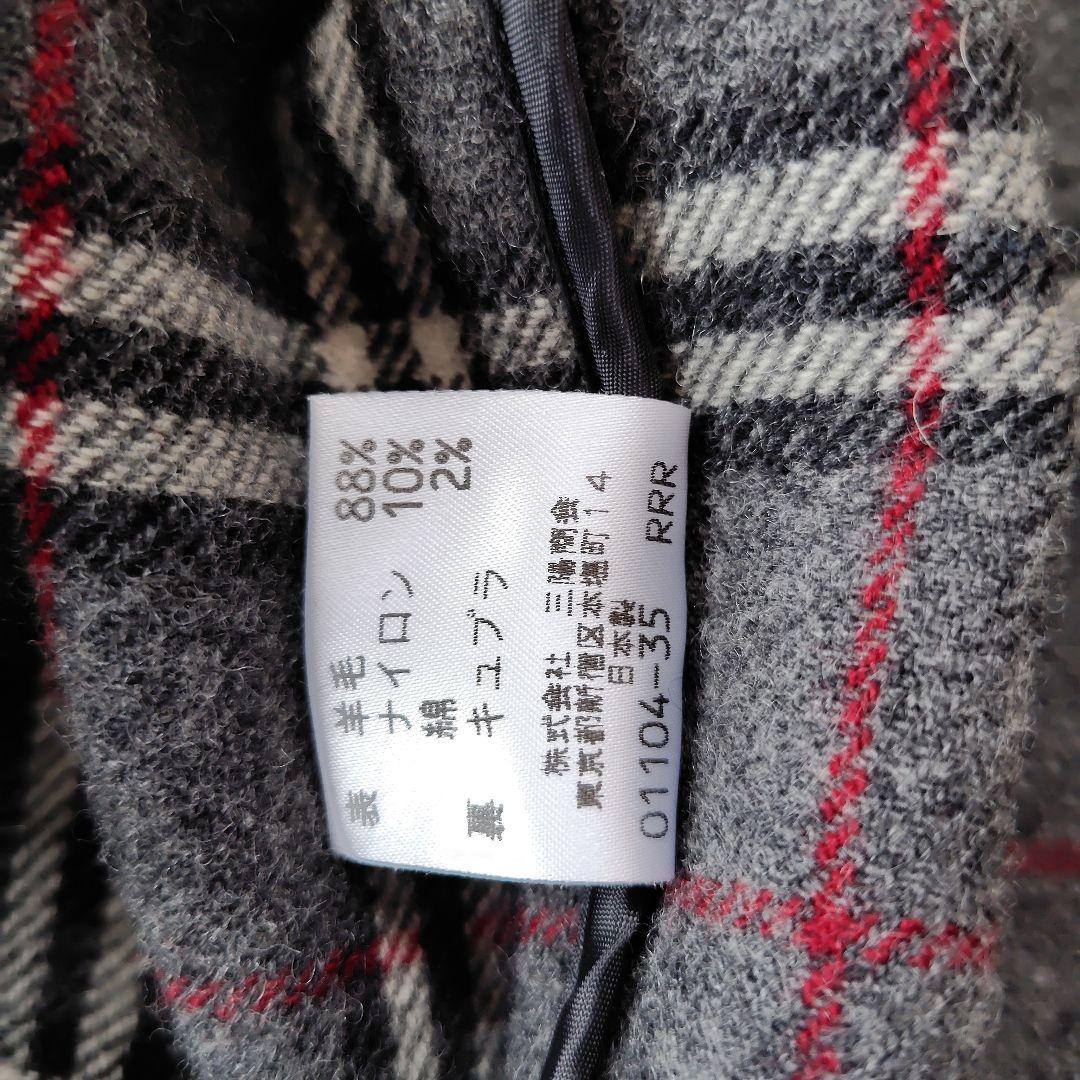 表 羊毛 88%
ナイロン 10%
綿 2%
裏 キュプラ
株式会社 三陽商会
東京都新宿区本塩町14
日本製
01104-35 RRR